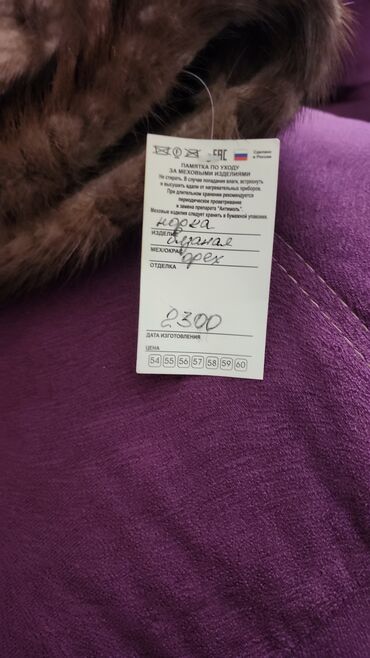 EAC Сделано
в России
ПАМЯТКА ПО УХОДУ
ЗА МЕХОВЫМИ ИЗДЕЛИЯМИ
Не стирать. В случае попадания влаги, встряхнуть
и высушить вдали от нагревательных приборов.
При длительном хранении рекомендуется
периодическое проветривание
и замена препарата "Антимоль".
Меховые изделия следует хранить в бумажной упаковке.
норка
ИЗДЕЛИЕ
МЕХ/ОКРАС орех
ОТДЕЛКА
2300
ДАТА ИЗГОТОВЛЕНИЯ
ЦЕНА
54 55 56 57 58 59 60